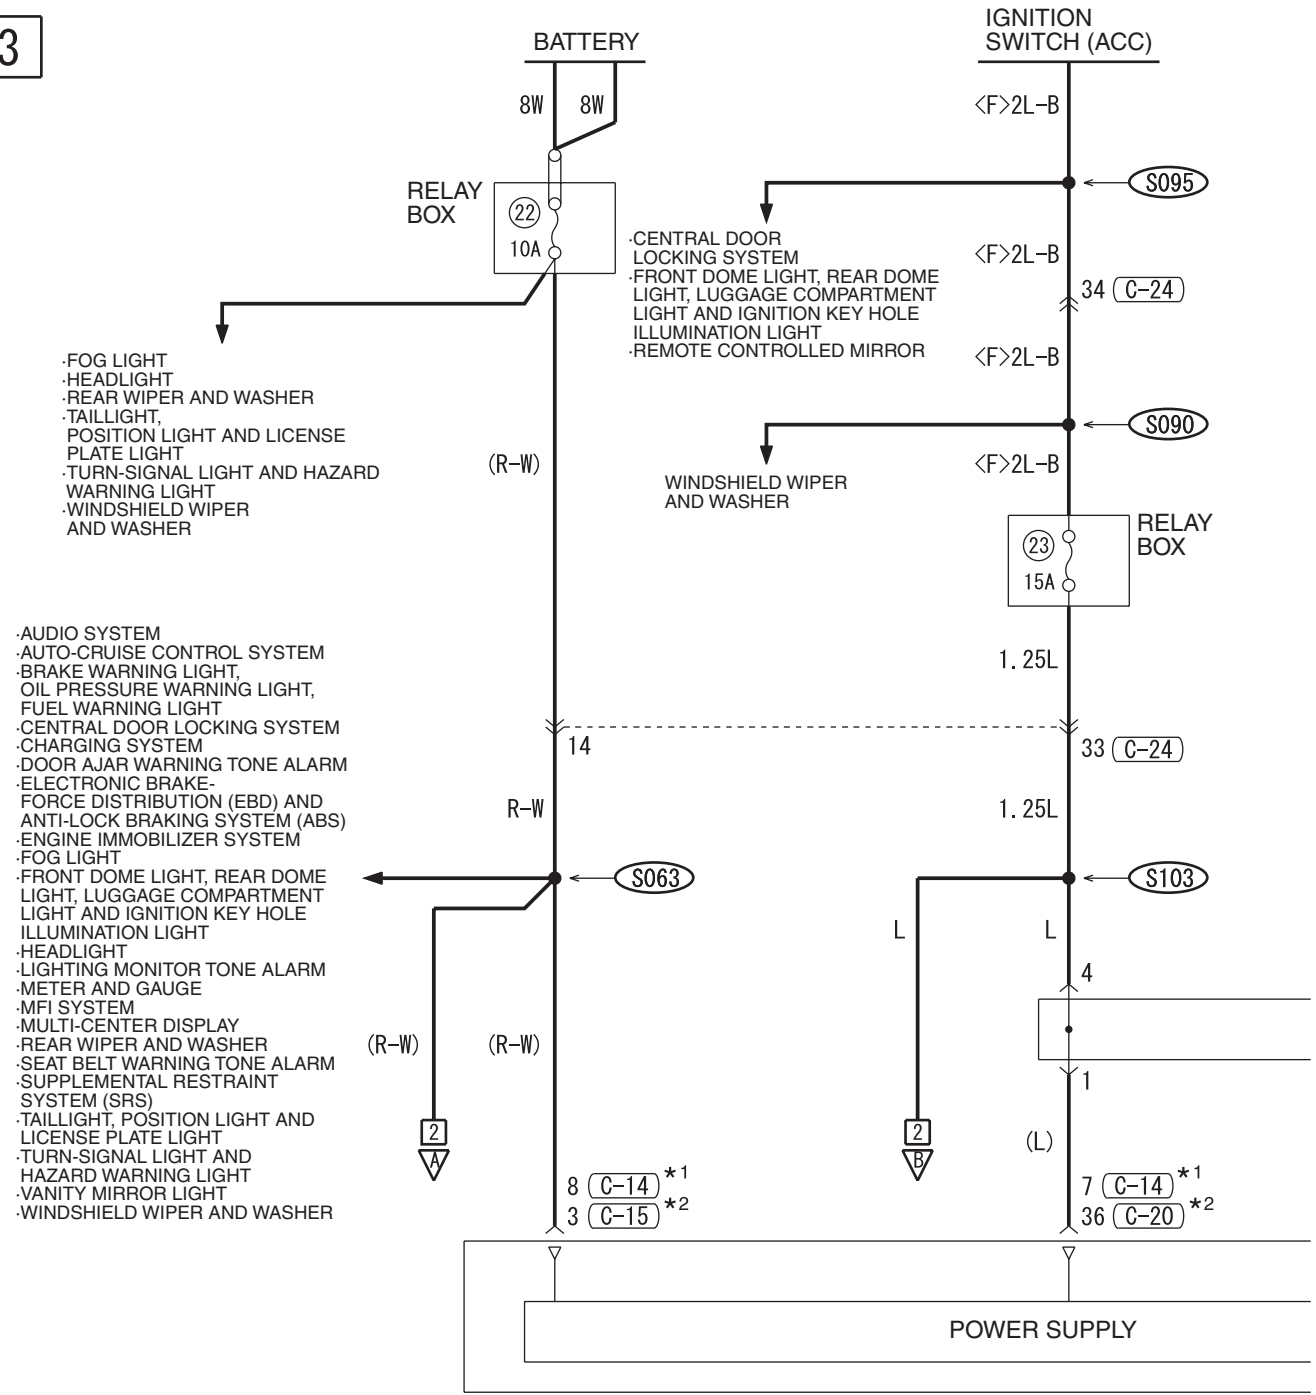 3
BATTERY
IGNITION
SWITCH (ACC)
8W
8W
<F>2L-B
RELAY
BOX
22
10A
S095
·CENTRAL DOOR
LOCKING SYSTEM
·FRONT DOME LIGHT, REAR DOME
LIGHT, LUGGAGE COMPARTMENT
LIGHT AND IGNITION KEY HOLE
ILLUMINATION LIGHT
·REMOTE CONTROLLED MIRROR
<F>2L-B
34 C-24
<F>2L-B
·FOG LIGHT
·HEADLIGHT
·REAR WIPER AND WASHER
·TAILLIGHT,
POSITION LIGHT AND LICENSE
PLATE LIGHT
·TURN-SIGNAL LIGHT AND HAZARD
WARNING LIGHT
·WINDSHIELD WIPER
AND WASHER
(R-W)
S090
WINDSHIELD WIPER
AND WASHER
<F>2L-B
RELAY
BOX
23
15A
1.25L
·AUDIO SYSTEM
·AUTO-CRUISE CONTROL SYSTEM
·BRAKE WARNING LIGHT,
OIL PRESSURE WARNING LIGHT,
FUEL WARNING LIGHT
·CENTRAL DOOR LOCKING SYSTEM
·CHARGING SYSTEM
·DOOR AJAR WARNING TONE ALARM
·ELECTRONIC BRAKE-
FORCE DISTRIBUTION (EBD) AND
ANTI-LOCK BRAKING SYSTEM (ABS)
·ENGINE IMMOBILIZER SYSTEM
·FOG LIGHT
·FRONT DOME LIGHT, REAR DOME
LIGHT, LUGGAGE COMPARTMENT
LIGHT AND IGNITION KEY HOLE
ILLUMINATION LIGHT
·HEADLIGHT
·LIGHTING MONITOR TONE ALARM
·METER AND GAUGE
·MFI SYSTEM
·MULTI-CENTER DISPLAY
·REAR WIPER AND WASHER
·SEAT BELT WARNING TONE ALARM
·SUPPLEMENTAL RESTRAINT
SYSTEM (SRS)
·TAILLIGHT, POSITION LIGHT AND
LICENSE PLATE LIGHT
·TURN-SIGNAL LIGHT AND
HAZARD WARNING LIGHT
·VANITY MIRROR LIGHT
·WINDSHIELD WIPER AND WASHER
14
33 C-24
R-W
1.25L
S063
S103
L
L
4
(R-W)
(R-W)
1
2
A
2
B
(L)
8 C-14 *1
3 C-15 *2
7 C-14 *1
36 C-20 *2
POWER SUPPLY